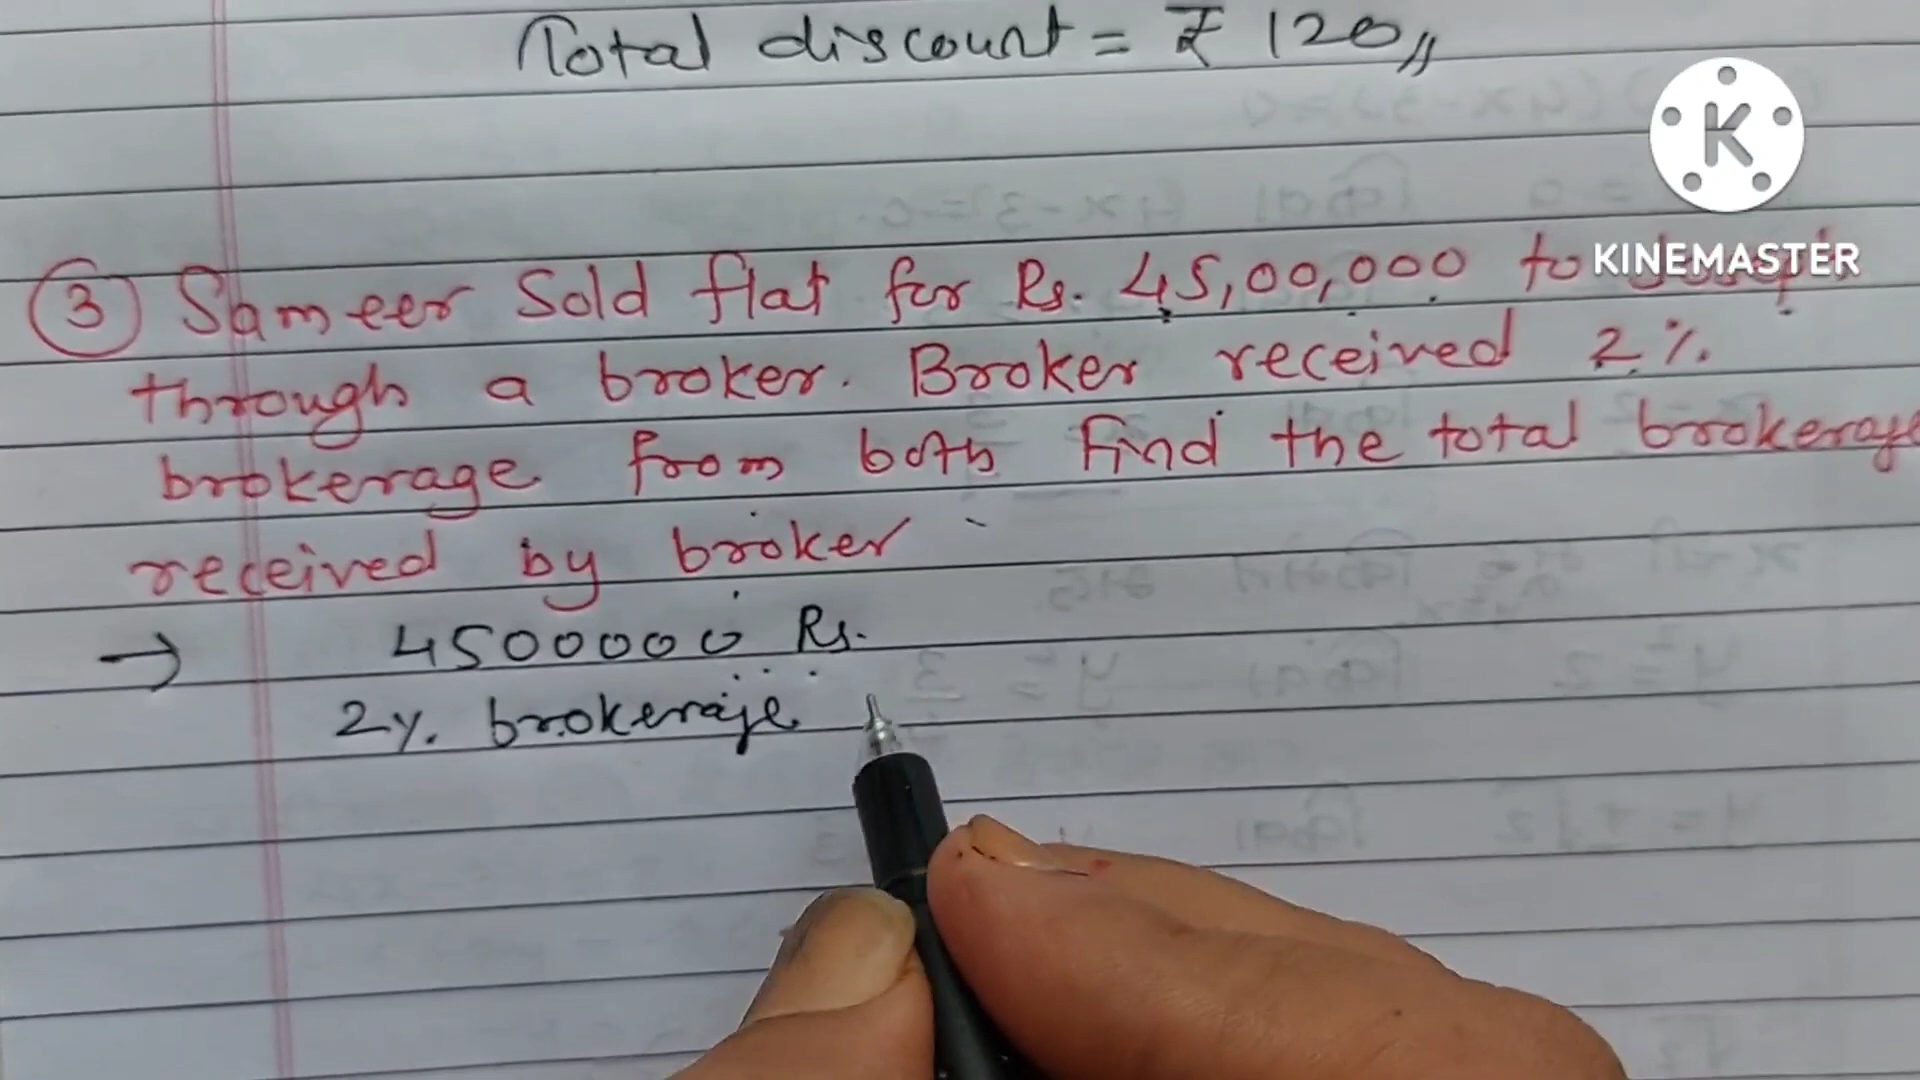 Total discount = ₹ 120
KINEMASTER
③ Sameer Sold flat for Rs. 45,00,000 to
through a broker. Broker received 2%.
brokerage from both Find the total brokerage
received by broker
→ 4500000 Rs.
2%. brokeraje